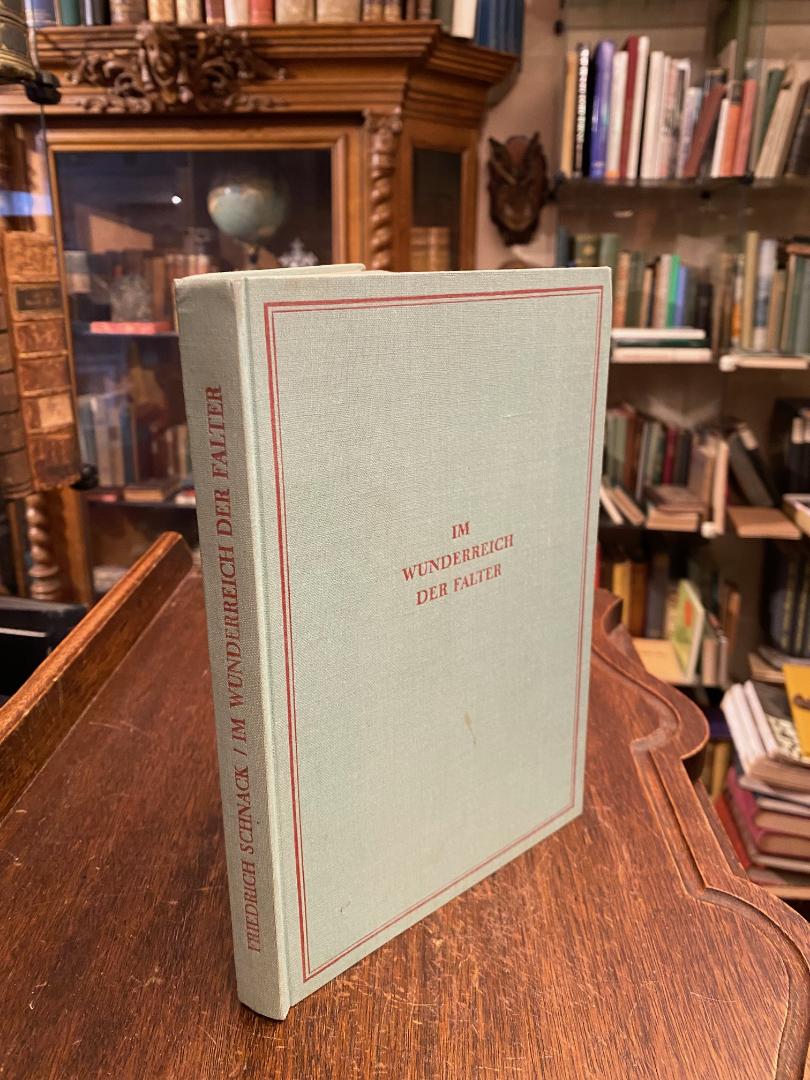 FRIEDRICH SCHNACK / IM WUNDERREICH DER FALTER
IM
WUNDERREICH
DER FALTER